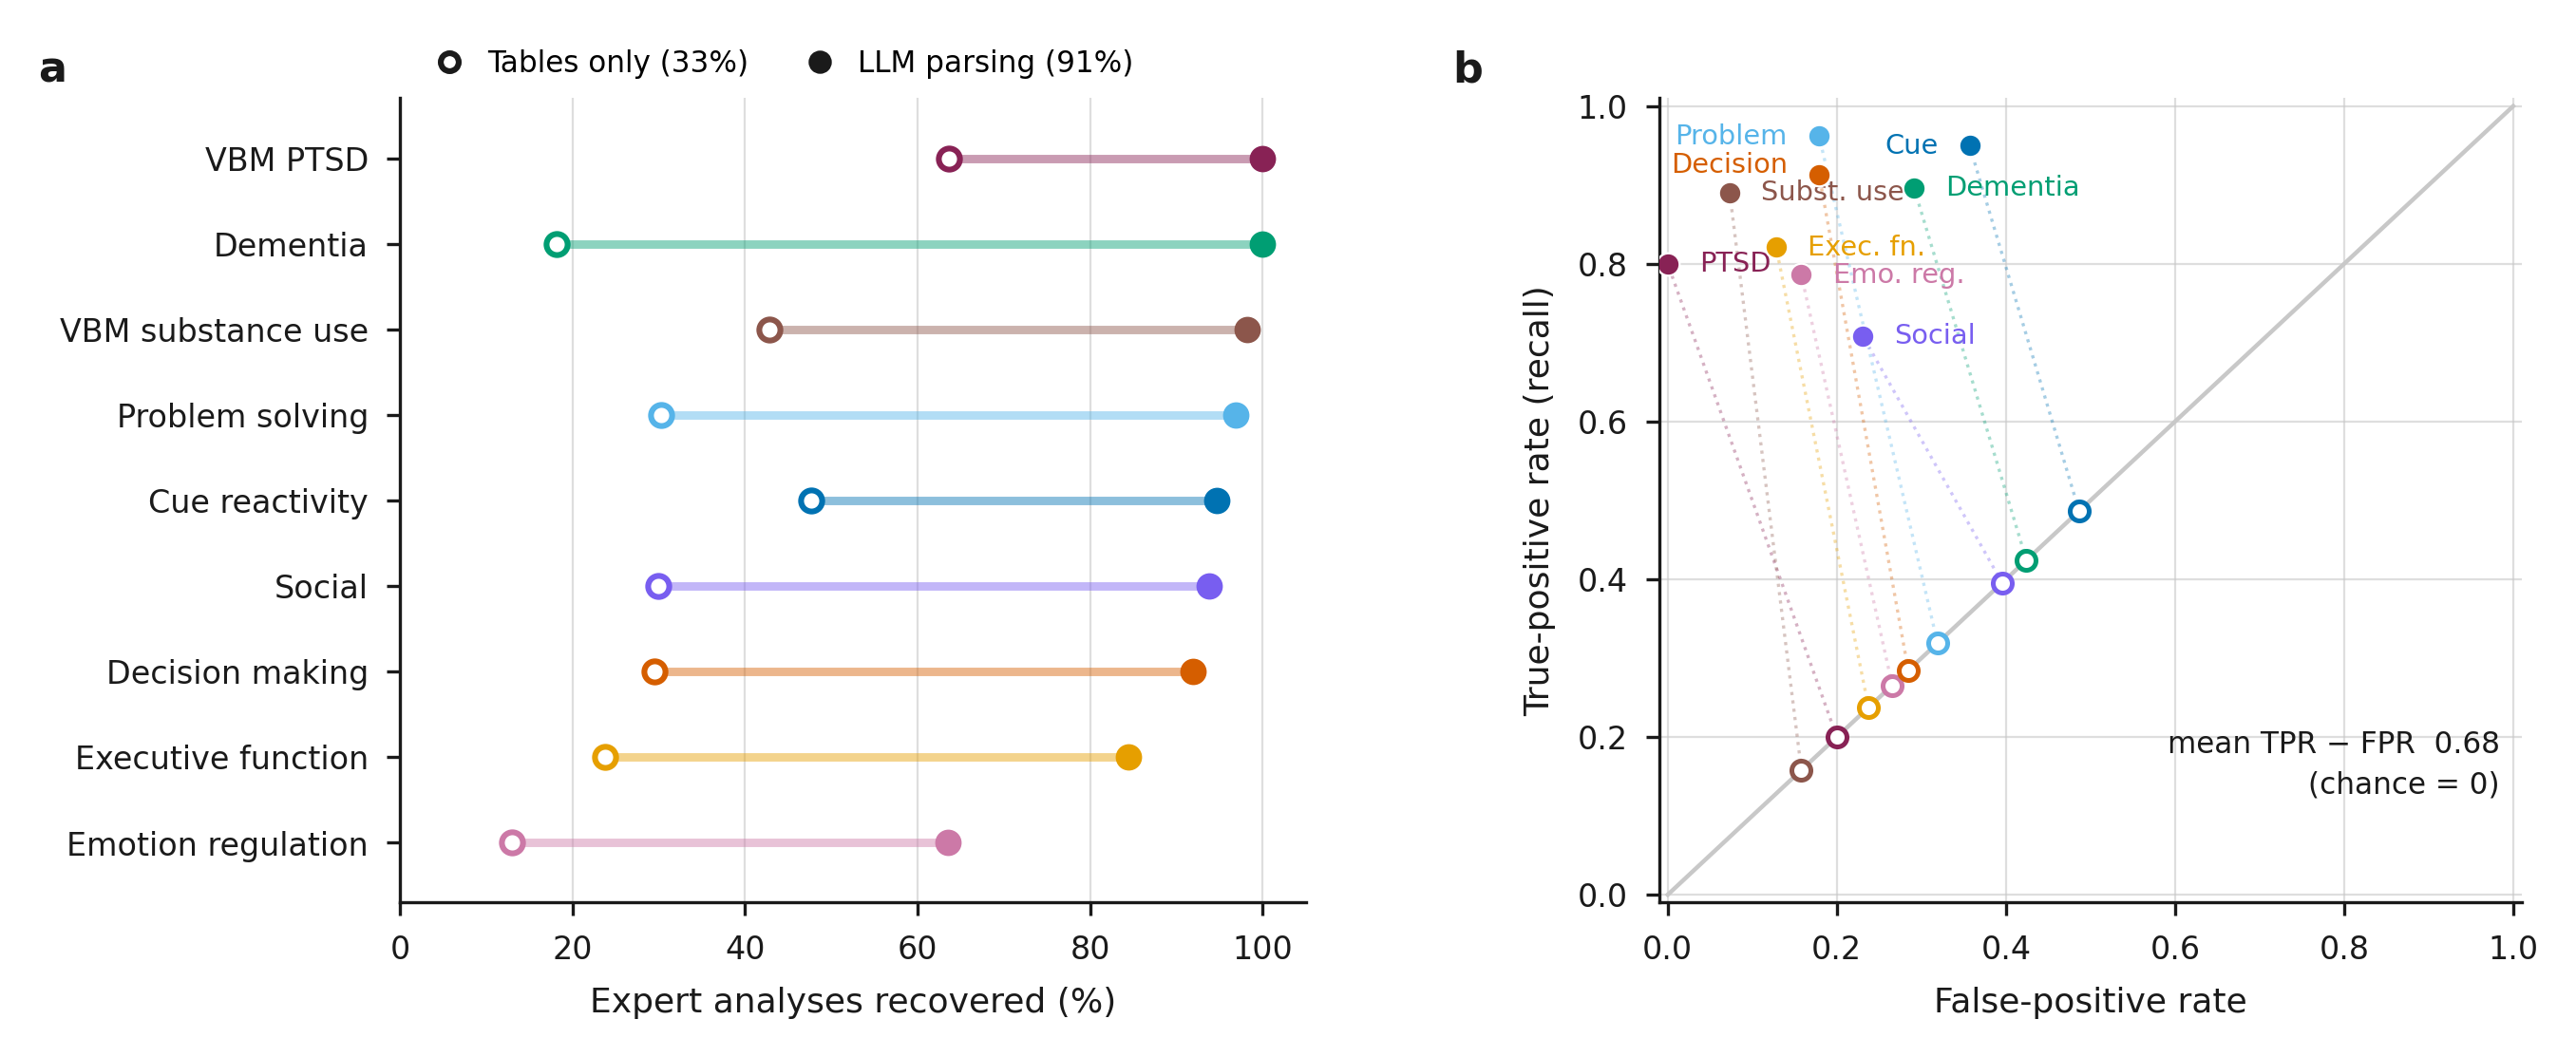 a
Tables only (33%)
LLM parsing (91%)
VBM PTSD
Dementia
VBM substance use
Problem solving
Cue reactivity
Social
Decision making
Executive function
Emotion regulation
0 20 40 60 80 100
Expert analyses recovered (%)
b
True-positive rate (recall)
1.0
0.8
0.6
0.4
0.2
0.0
Problem
Cue
Decision
Subst. use
Dementia
Exec. fn.
PTSD
Emo. reg.
Social
mean TPR − FPR 0.68
(chance = 0)
0.0 0.2 0.4 0.6 0.8 1.0
False-positive rate